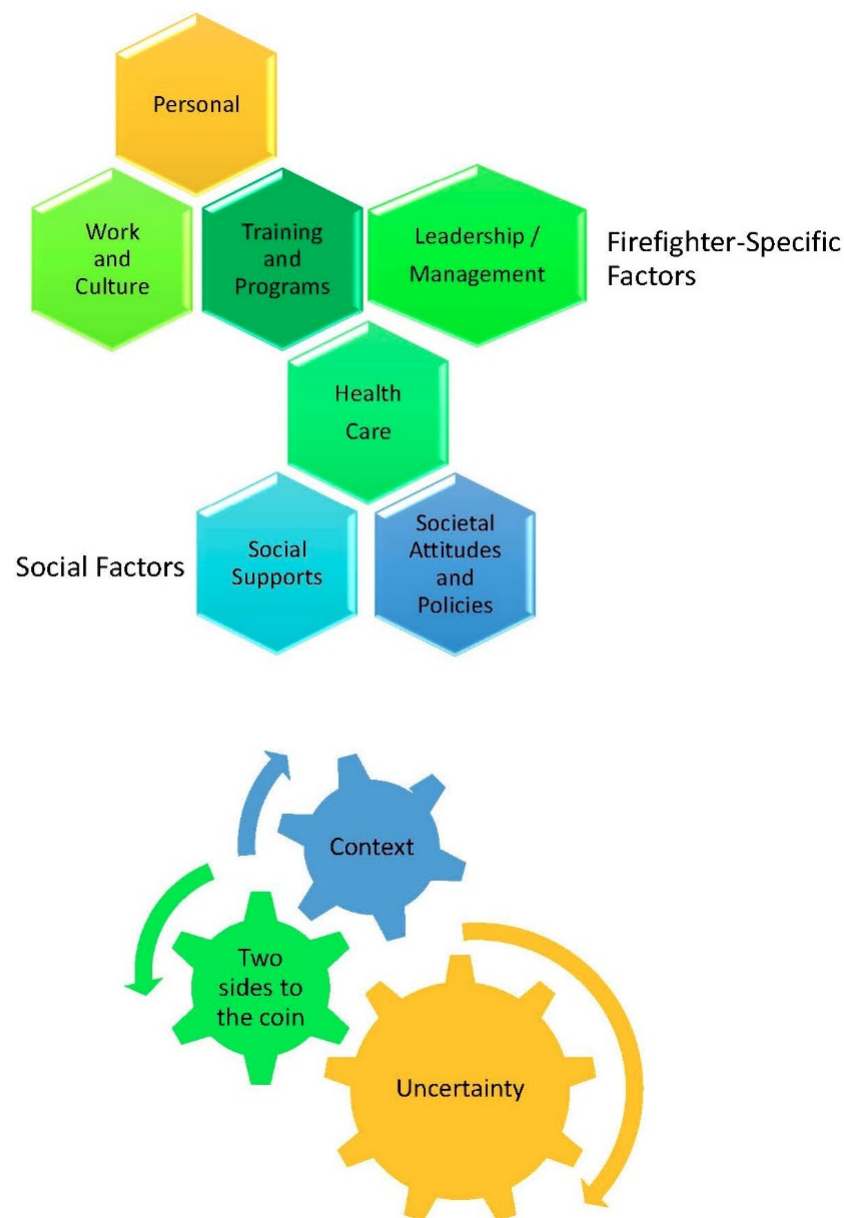 Personal
Work
and
Culture
Training
and
Programs
Leadership /
Management
Firefighter-Specific
Factors
Health
Care
Social Factors
Social
Supports
Societal
Attitudes
and
Policies
Context
Two
sides to
the coin
Uncertainty